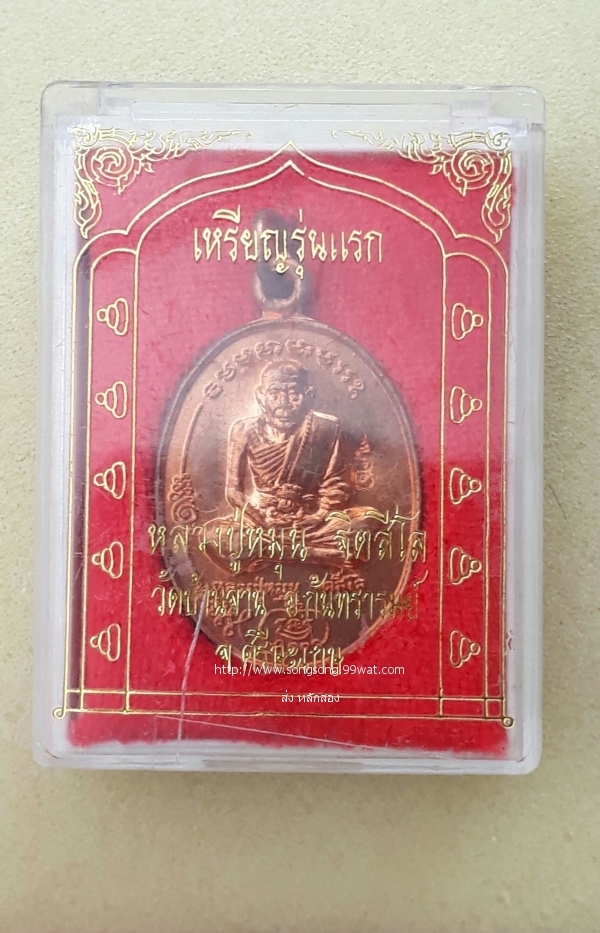 เหรียญรุ่นแรก
หลวงปู่หมุน ฐิตสีโล
วัดบ้านจาน อ.กันทรารมย์
จ.ศรีสะเกษ
http://www.songsong199wat.com
ส่ง หลักสอง